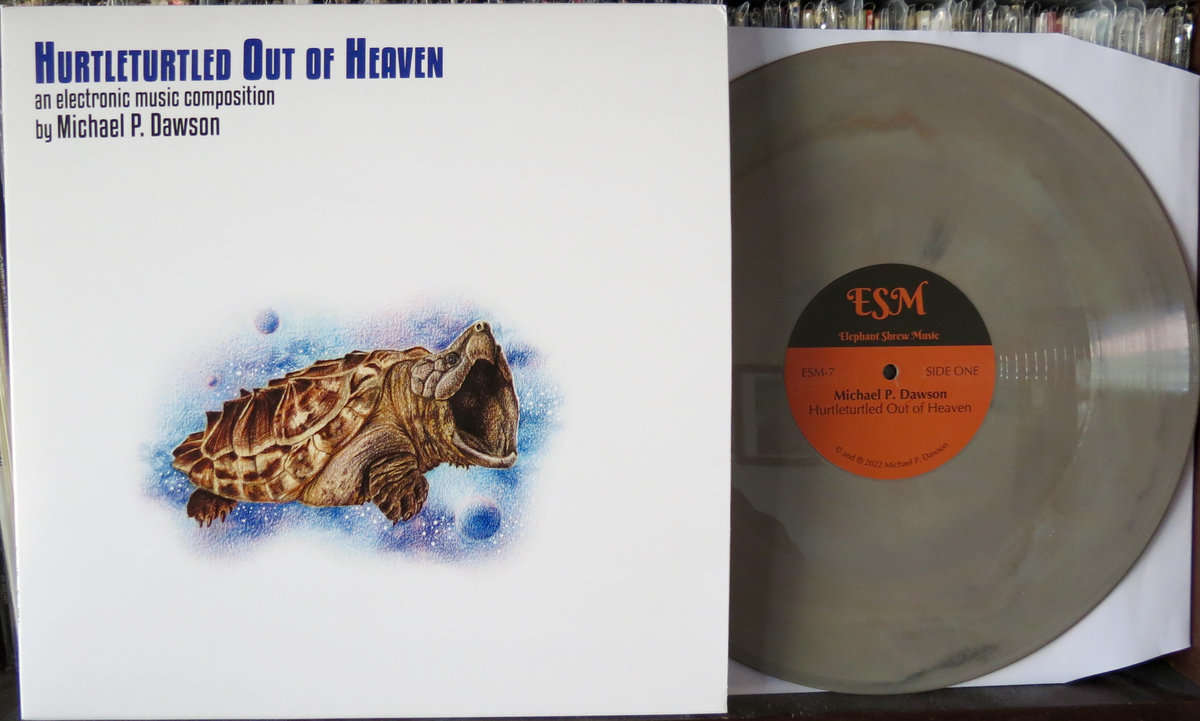 Hurtleturtled Out of Heaven
an electronic music composition
by Michael P. Dawson
ESM
Elephant Shrew Music
ESM-7 SIDE ONE
Michael P. Dawson
Hurtleturtled Out of Heaven
© and ℗ 2022 Michael P. Dawson